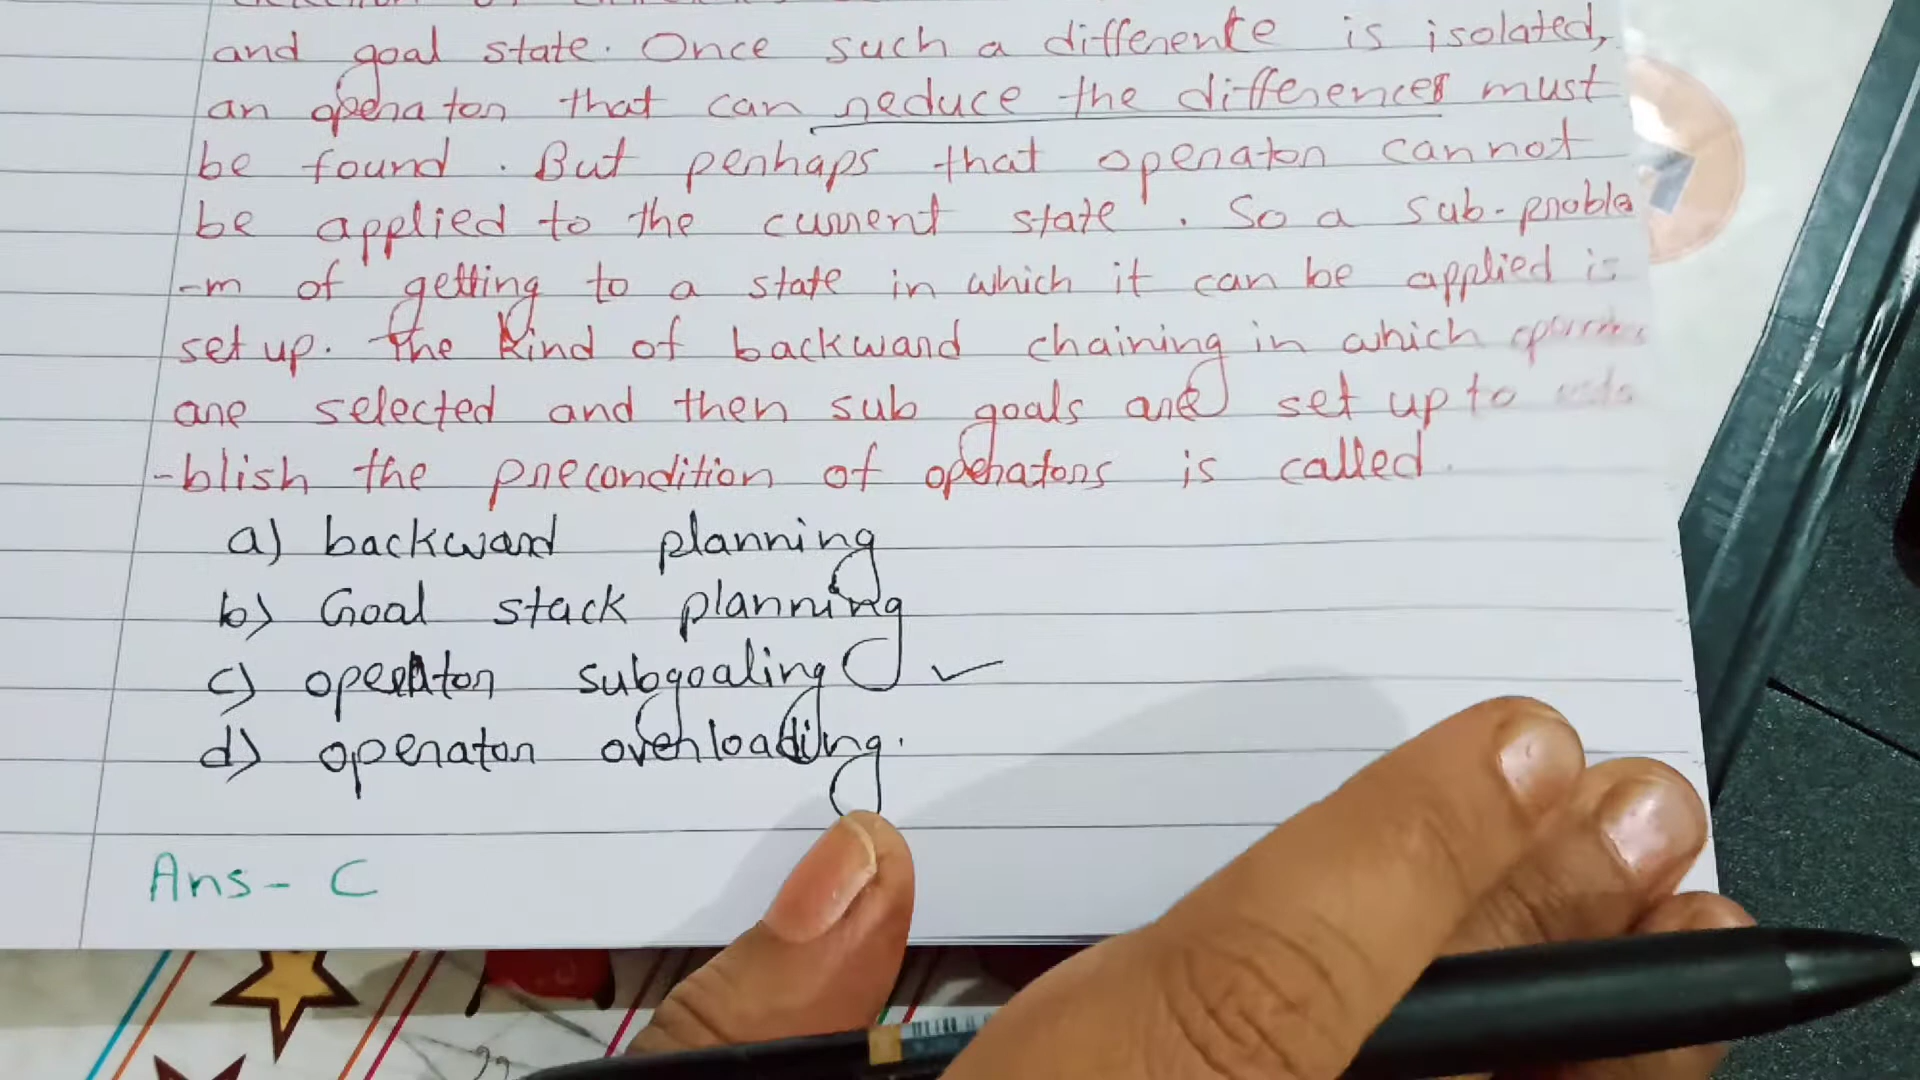 and goal state. Once such a difference is isolated,
an operator that can reduce the differences must
be found. But perhaps that operator cannot
be applied to the current state. So a sub-proble
-m of getting to a state in which it can be applied is
set up. The kind of backward chaining in which
are selected and then sub goals are set up to
-blish the precondition of operators is called.
a) backward planning
b) Goal stack planning
c) operator subgoaling ✓
d) operator overloading.
Ans - C